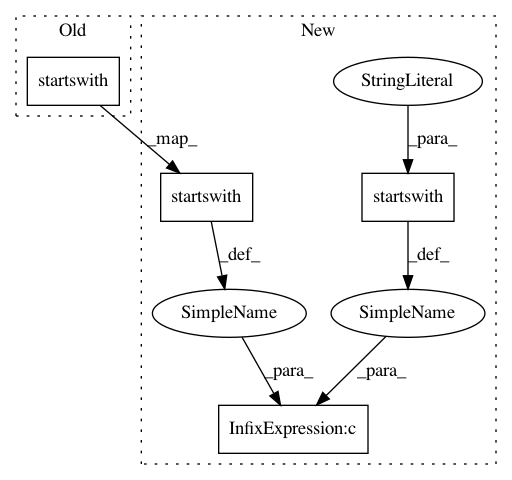 Old
New
startswith
StringLiteral
_map_
_para_
startswith
startswith
_def_
_def_
SimpleName
SimpleName
_para_
_para_
InfixExpression:c